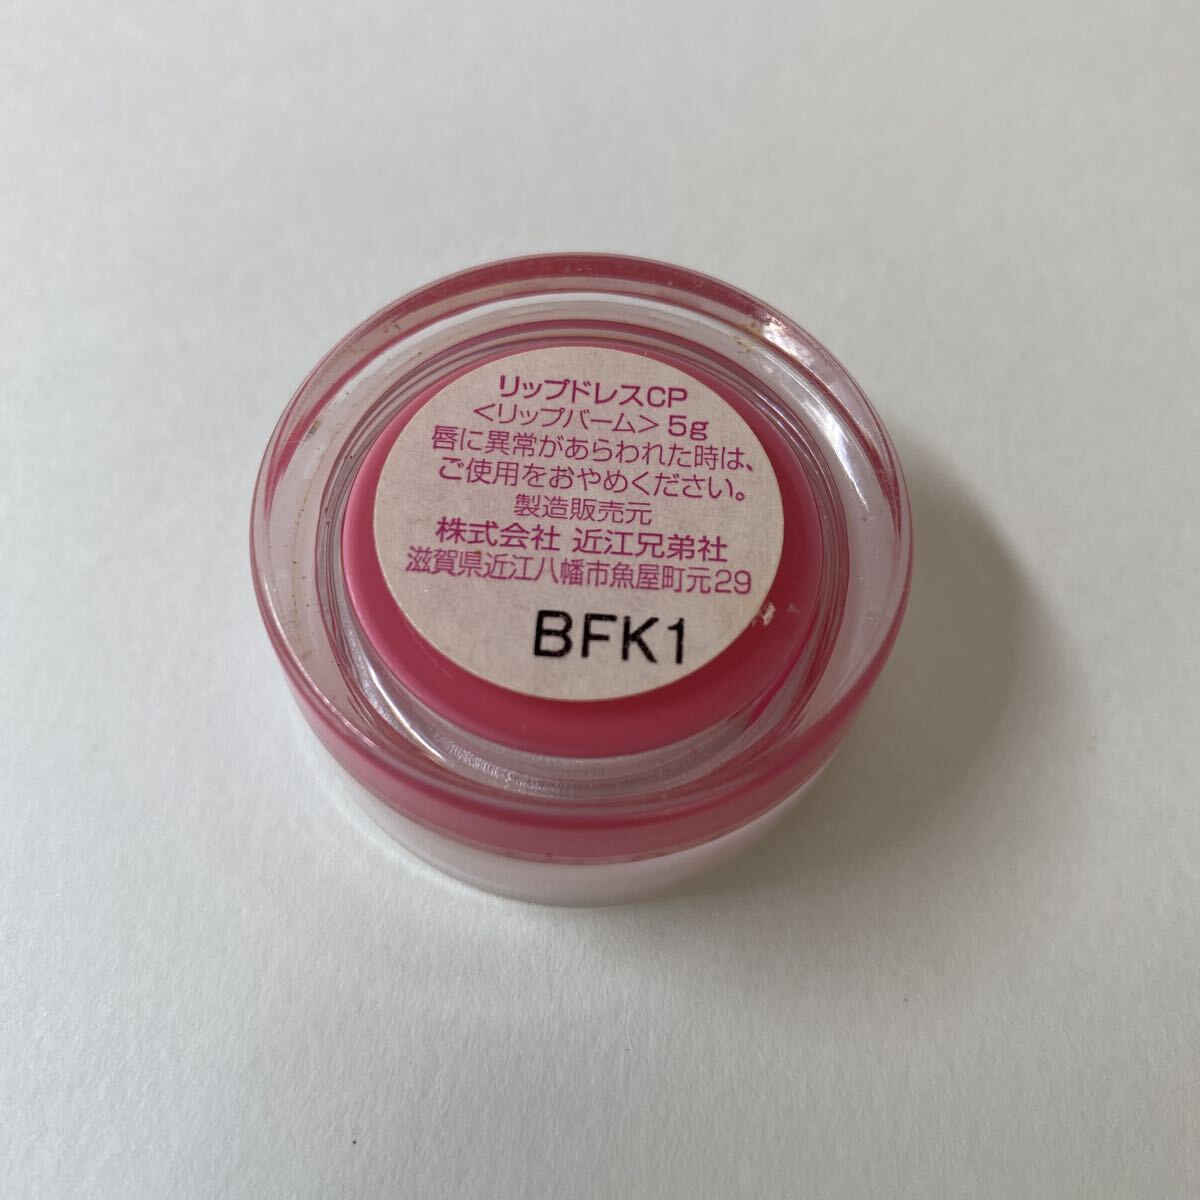 リップドレスCP
<リップバーム> 5g
唇に異常があらわれた時は、
ご使用をおやめください。
製造販売元
株式会社 近江兄弟社
滋賀県近江八幡市魚屋町元29
BFK1